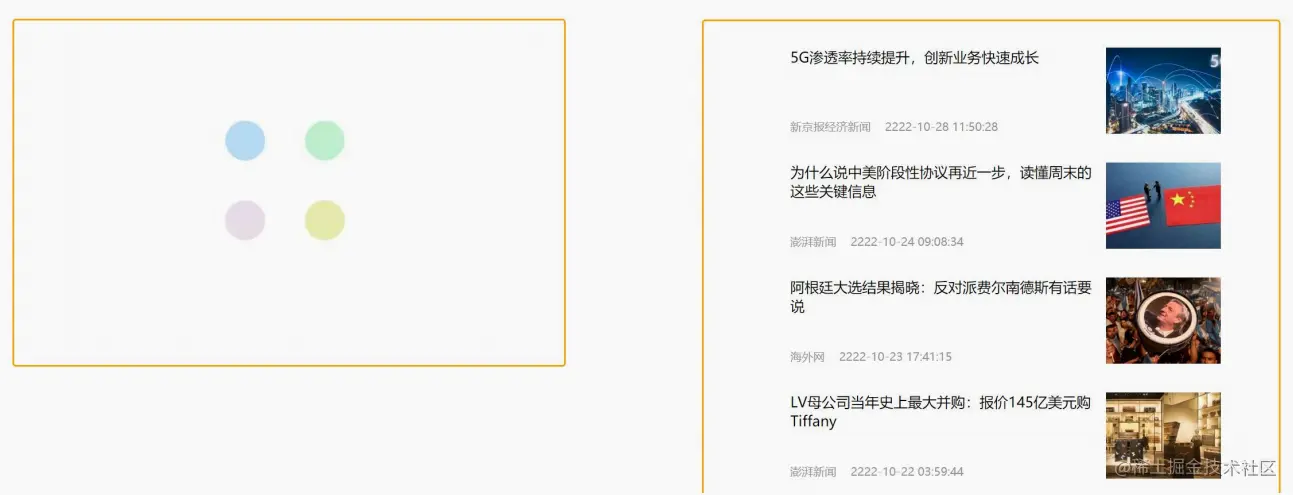 5G渗透率持续提升，创新业务快速成长
5G
新京报经济新闻 2222-10-28 11:50:28
为什么说中美阶段性协议再近一步，读懂周末的
这些关键信息
澎湃新闻 2222-10-24 09:08:34
阿根廷大选结果揭晓：反对派费尔南德斯有话要
说
海外网 2222-10-23 17:41:15
LV母公司当年史上最大并购：报价145亿美元购
Tiffany
澎湃新闻 2222-10-22 03:59:44
@稀土掘金技术社区